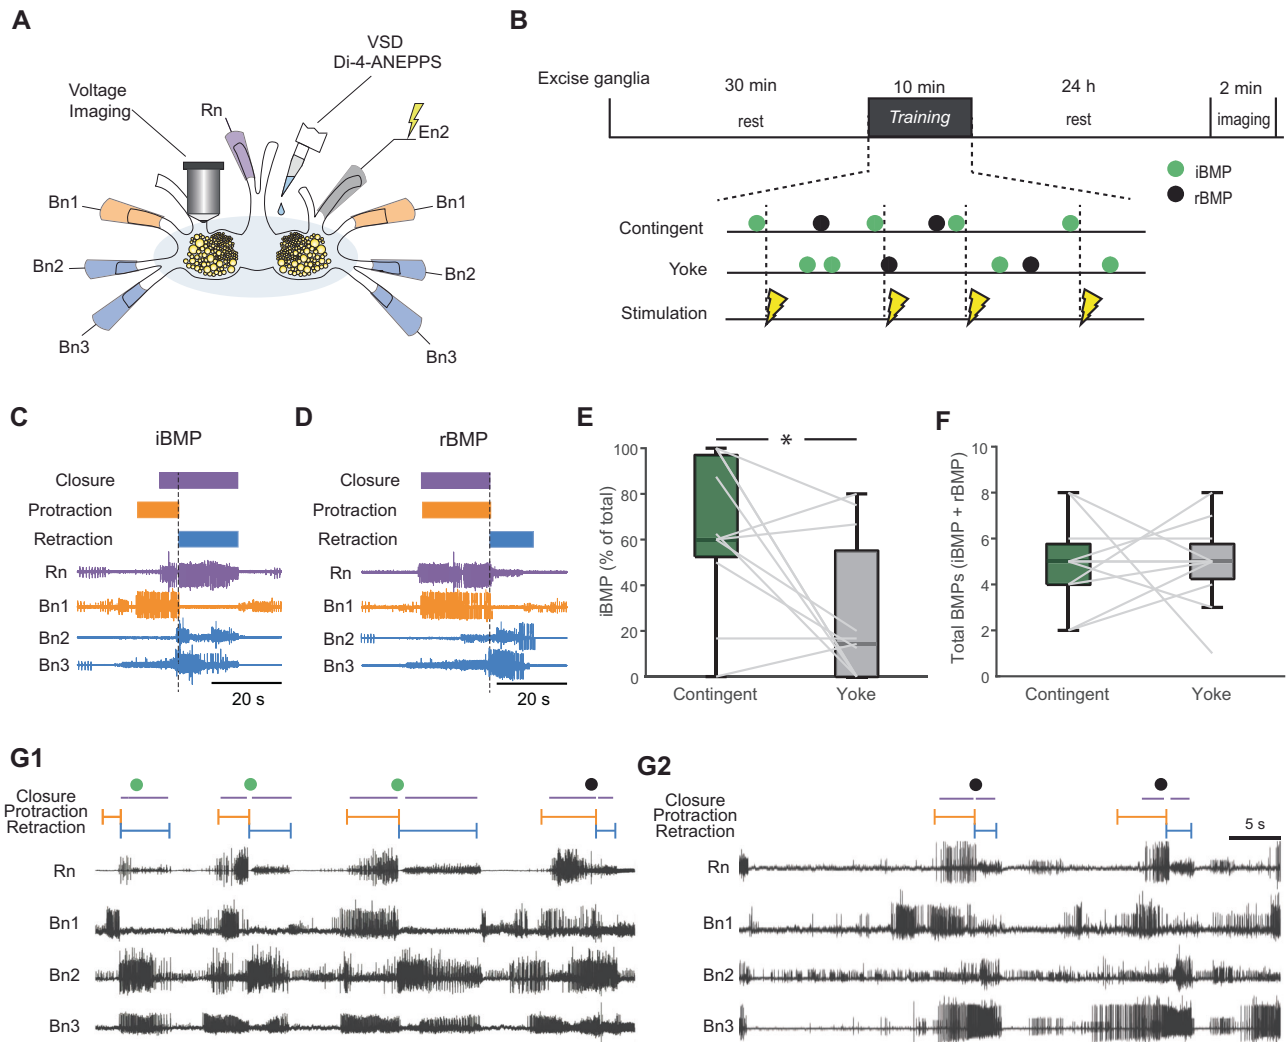 A
VSD
Di-4-ANEPPS
Voltage
Imaging
Rn
En2
Bn1
Bn1
Bn2
Bn2
Bn3
Bn3
B
Excise ganglia
30 min
10 min
24 h
2 min
rest
Training
rest
imaging
iBMP
rBMP
Contingent
Yoke
Stimulation
C
iBMP
Closure
Protraction
Retraction
Rn
Bn1
Bn2
Bn3
20 s
D
rBMP
Closure
Protraction
Retraction
Rn
Bn1
Bn2
Bn3
20 s
E
*
iBMP (% of total)
100
80
60
40
20
0
Contingent
Yoke
F
Total BMPs (iBMP + rBMP)
10
8
6
4
2
0
Contingent
Yoke
G1
Closure
Protraction
Retraction
Rn
Bn1
Bn2
Bn3
G2
Closure
Protraction
Retraction
5 s
Rn
Bn1
Bn2
Bn3